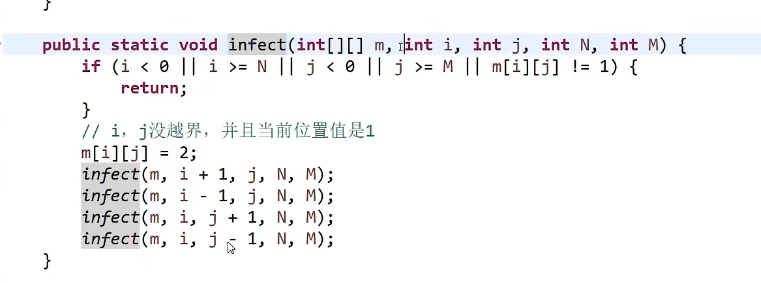 }
public static void infect(int[][] m, int i, int j, int N, int M) {
if (i < 0 || i >= N || j < 0 || j >= M || m[i][j] != 1) {
return;
}
// i，j没越界，并且当前位置值是1
m[i][j] = 2;
infect(m, i + 1, j, N, M);
infect(m, i - 1, j, N, M);
infect(m, i, j + 1, N, M);
infect(m, i, j - 1, N, M);
}